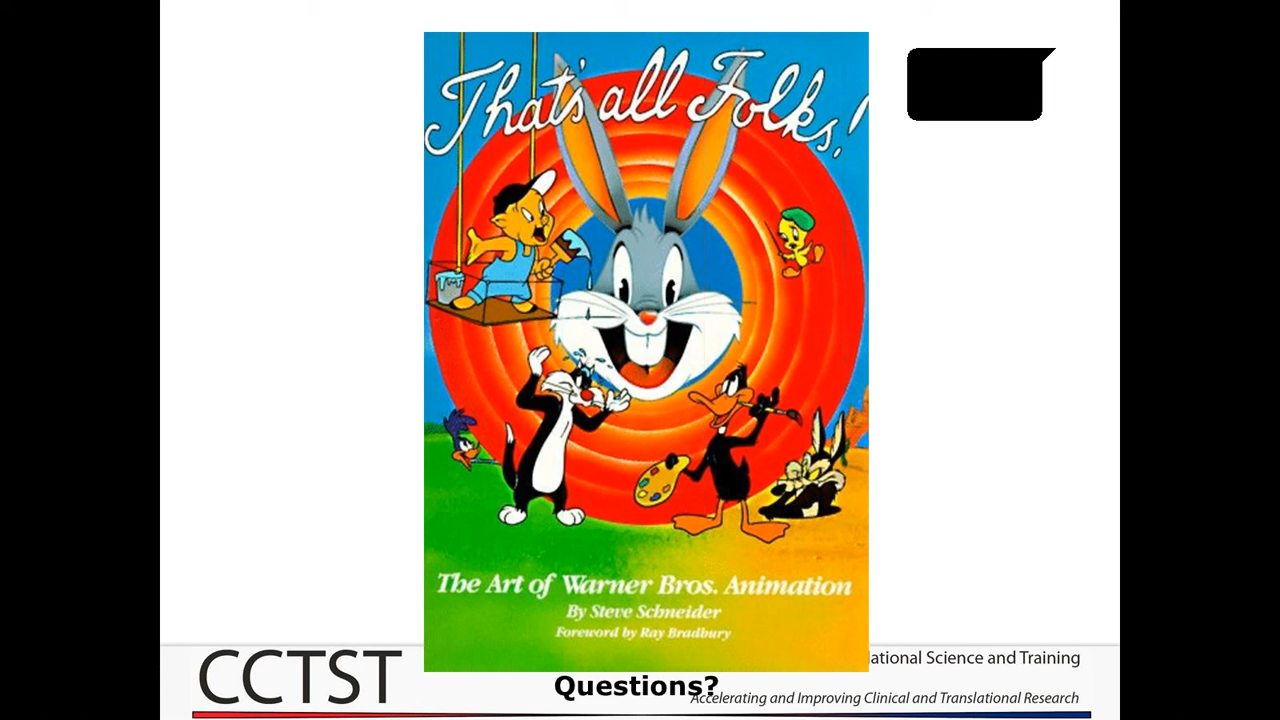 That's all Folks!
The Art of Warner Bros. Animation
By Steve Schneider
Foreword by Ray Bradbury
CCTST
lational Science and Training
Questions?
Accelerating and Improving Clinical and Translational Research